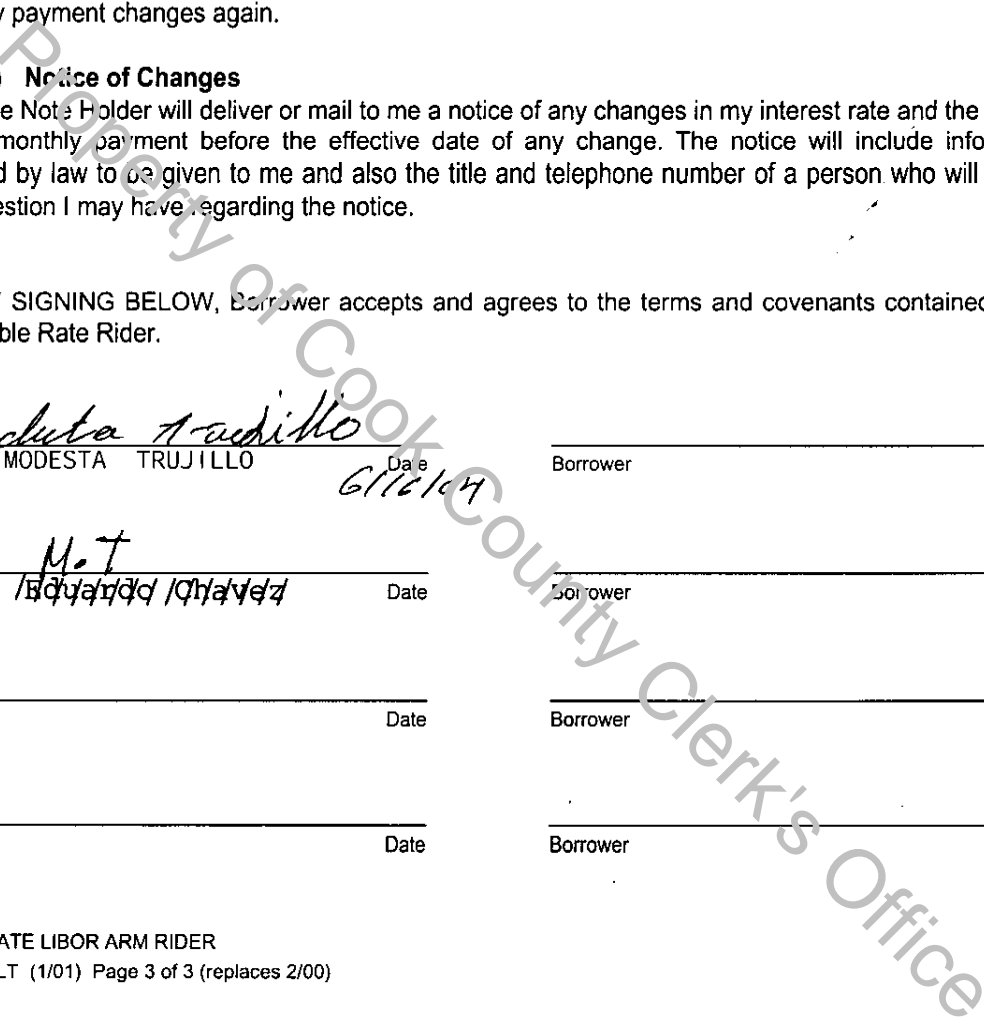 payment changes again.
Notice of Changes
e Note Holder will deliver or mail to me a notice of any changes in my interest rate and the
monthly payment before the effective date of any change. The notice will include info
d by law to be given to me and also the title and telephone number of a person who will
estion I may have regarding the notice.
SIGNING BELOW, Borrower accepts and agrees to the terms and covenants contained
ble Rate Rider.
Trujillo
MODESTA TRUJILLO Date Borrower
6/16/04
M.T
Eduardo Chavez Date Borrower
Date Borrower
Date Borrower
ATE LIBOR ARM RIDER
LT (1/01) Page 3 of 3 (replaces 2/00)
Property of Cook County Clerk's Office